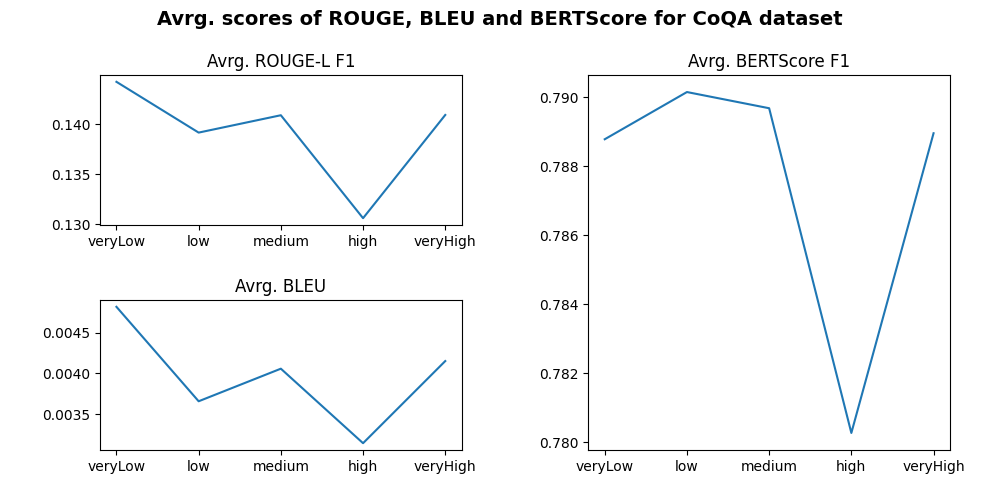 Avrg. scores of ROUGE, BLEU and BERTScore for CoQA dataset
Avrg. ROUGE-L F1
0.140
0.135
0.130
veryLow low medium high veryHigh
Avrg. BLEU
0.0045
0.0040
0.0035
veryLow low medium high veryHigh
Avrg. BERTScore F1
0.790
0.788
0.786
0.784
0.782
0.780
veryLow low medium high veryHigh